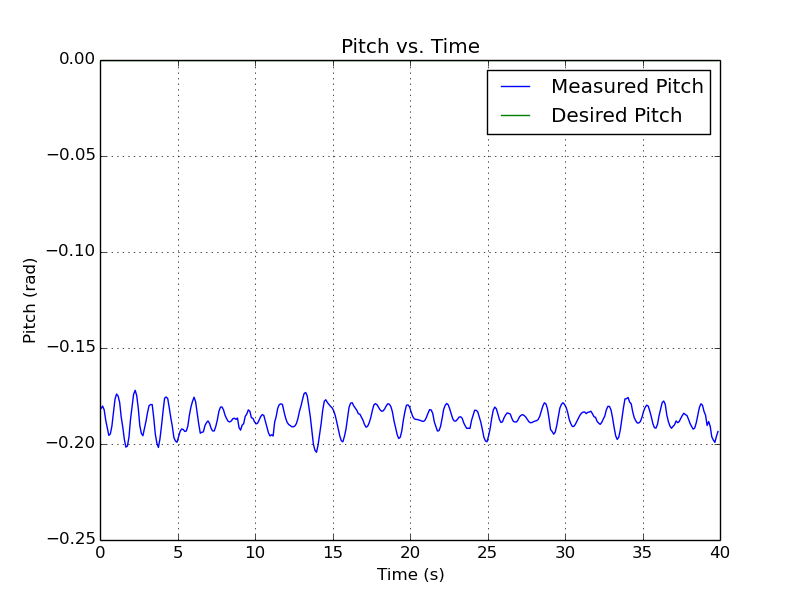 Pitch vs. Time
Measured Pitch
Desired Pitch
0.00
−0.05
−0.10
−0.15
−0.20
−0.25
Pitch (rad)
0 5 10 15 20 25 30 35 40
Time (s)